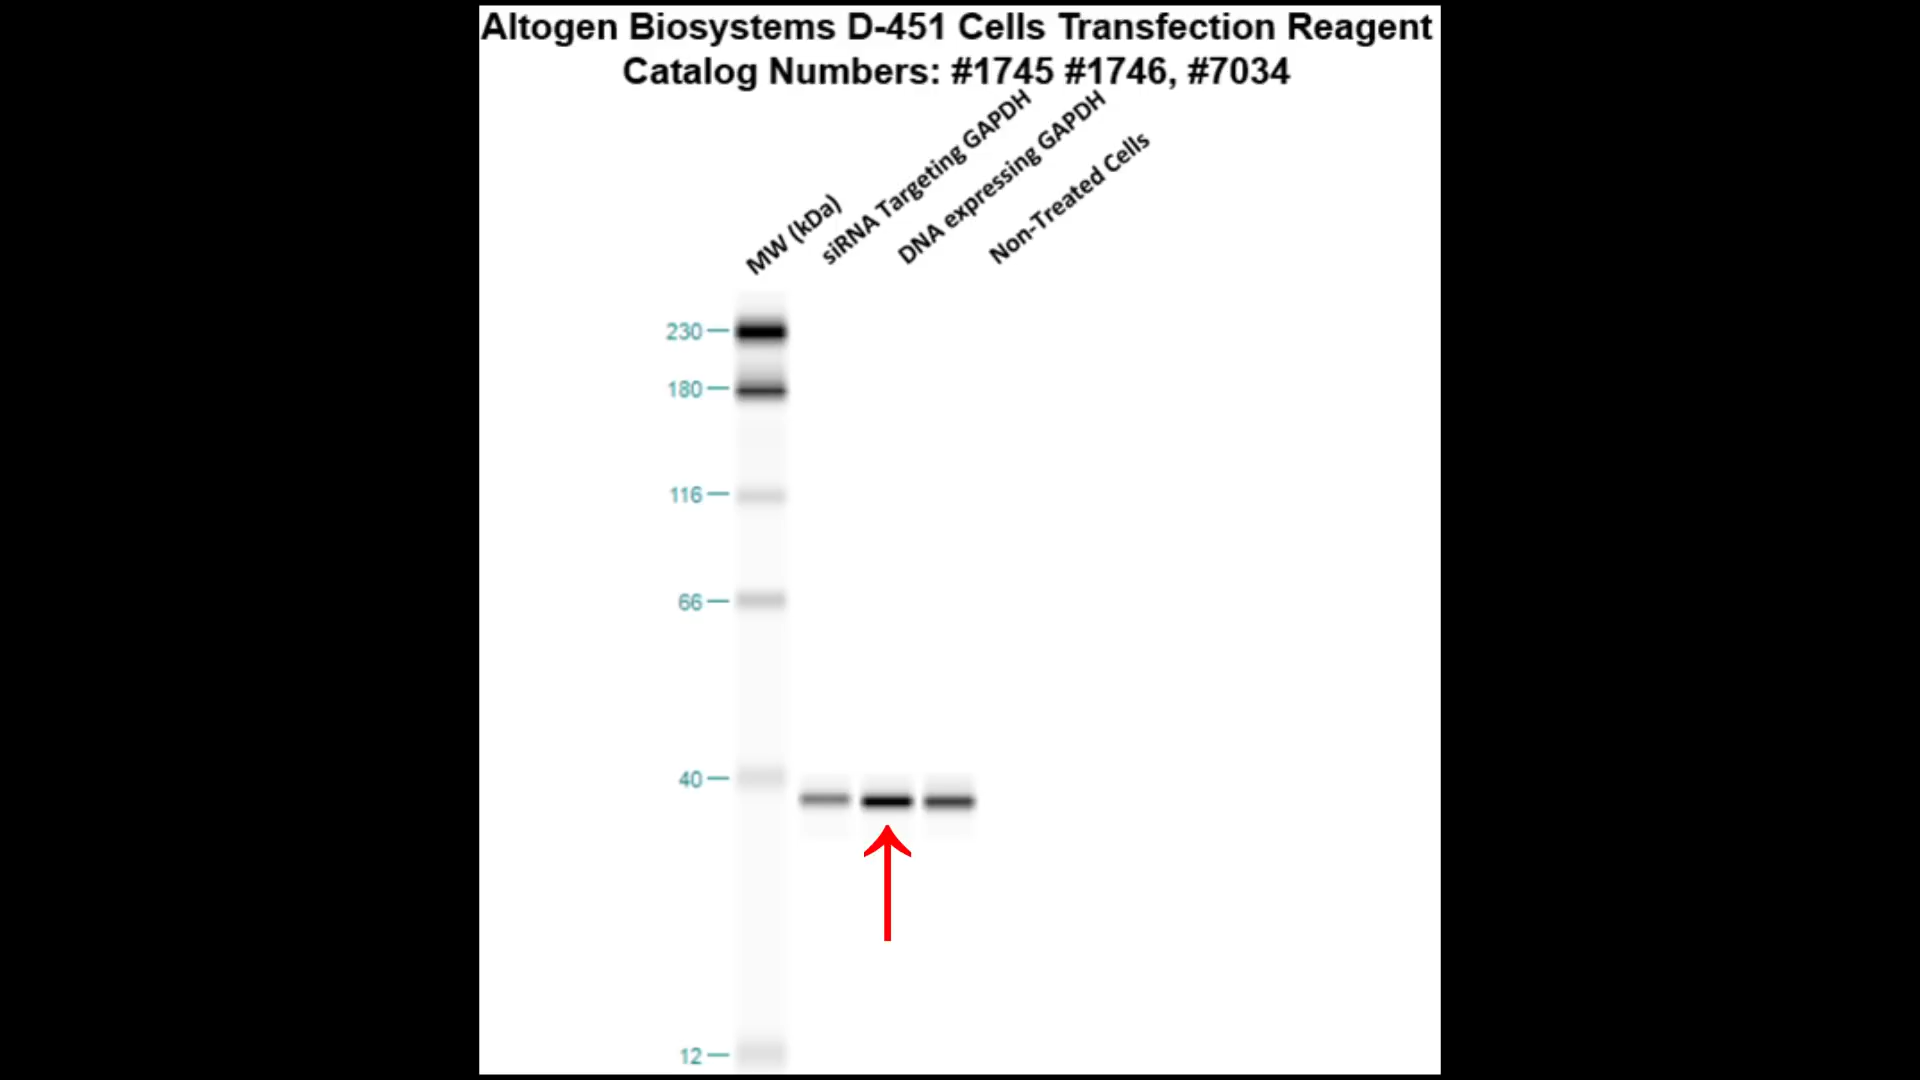 Altogen Biosystems D-451 Cells Transfection Reagent
Catalog Numbers: #1745 #1746, #7034
MW (kDa)
siRNA Targeting GAPDH
DNA expressing GAPDH
Non-Treated Cells
230
180
116
66
40
12